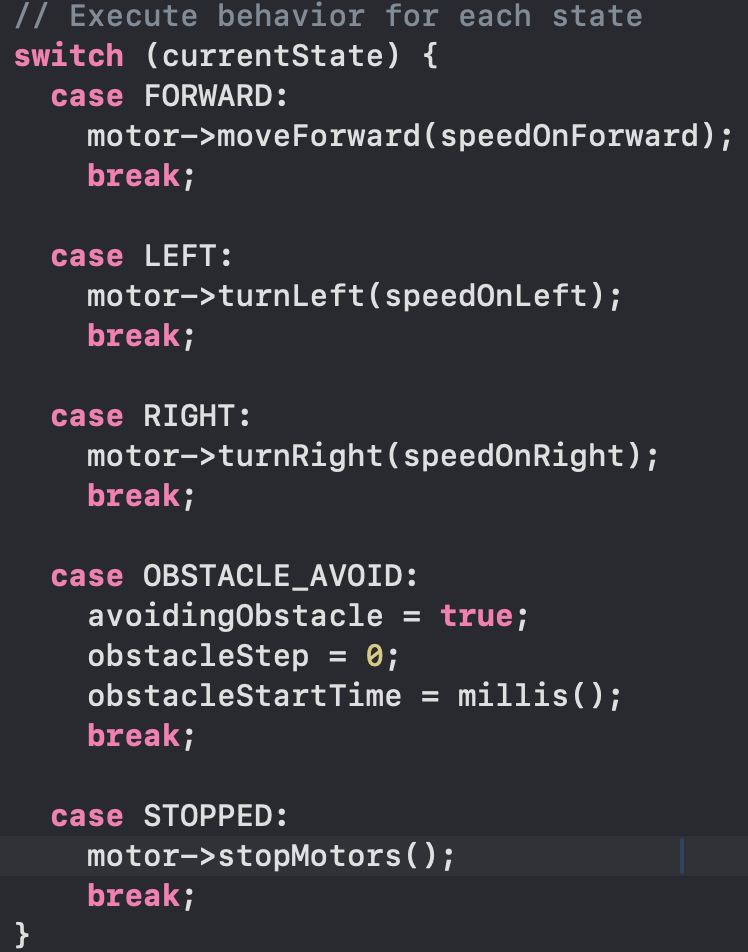 // Execute behavior for each state
switch (currentState) {
  case FORWARD:
    motor->moveForward(speedOnForward);
    break;

  case LEFT:
    motor->turnLeft(speedOnLeft);
    break;

  case RIGHT:
    motor->turnRight(speedOnRight);
    break;

  case OBSTACLE_AVOID:
    avoidingObstacle = true;
    obstacleStep = 0;
    obstacleStartTime = millis();
    break;

  case STOPPED:
    motor->stopMotors();
    break;
}